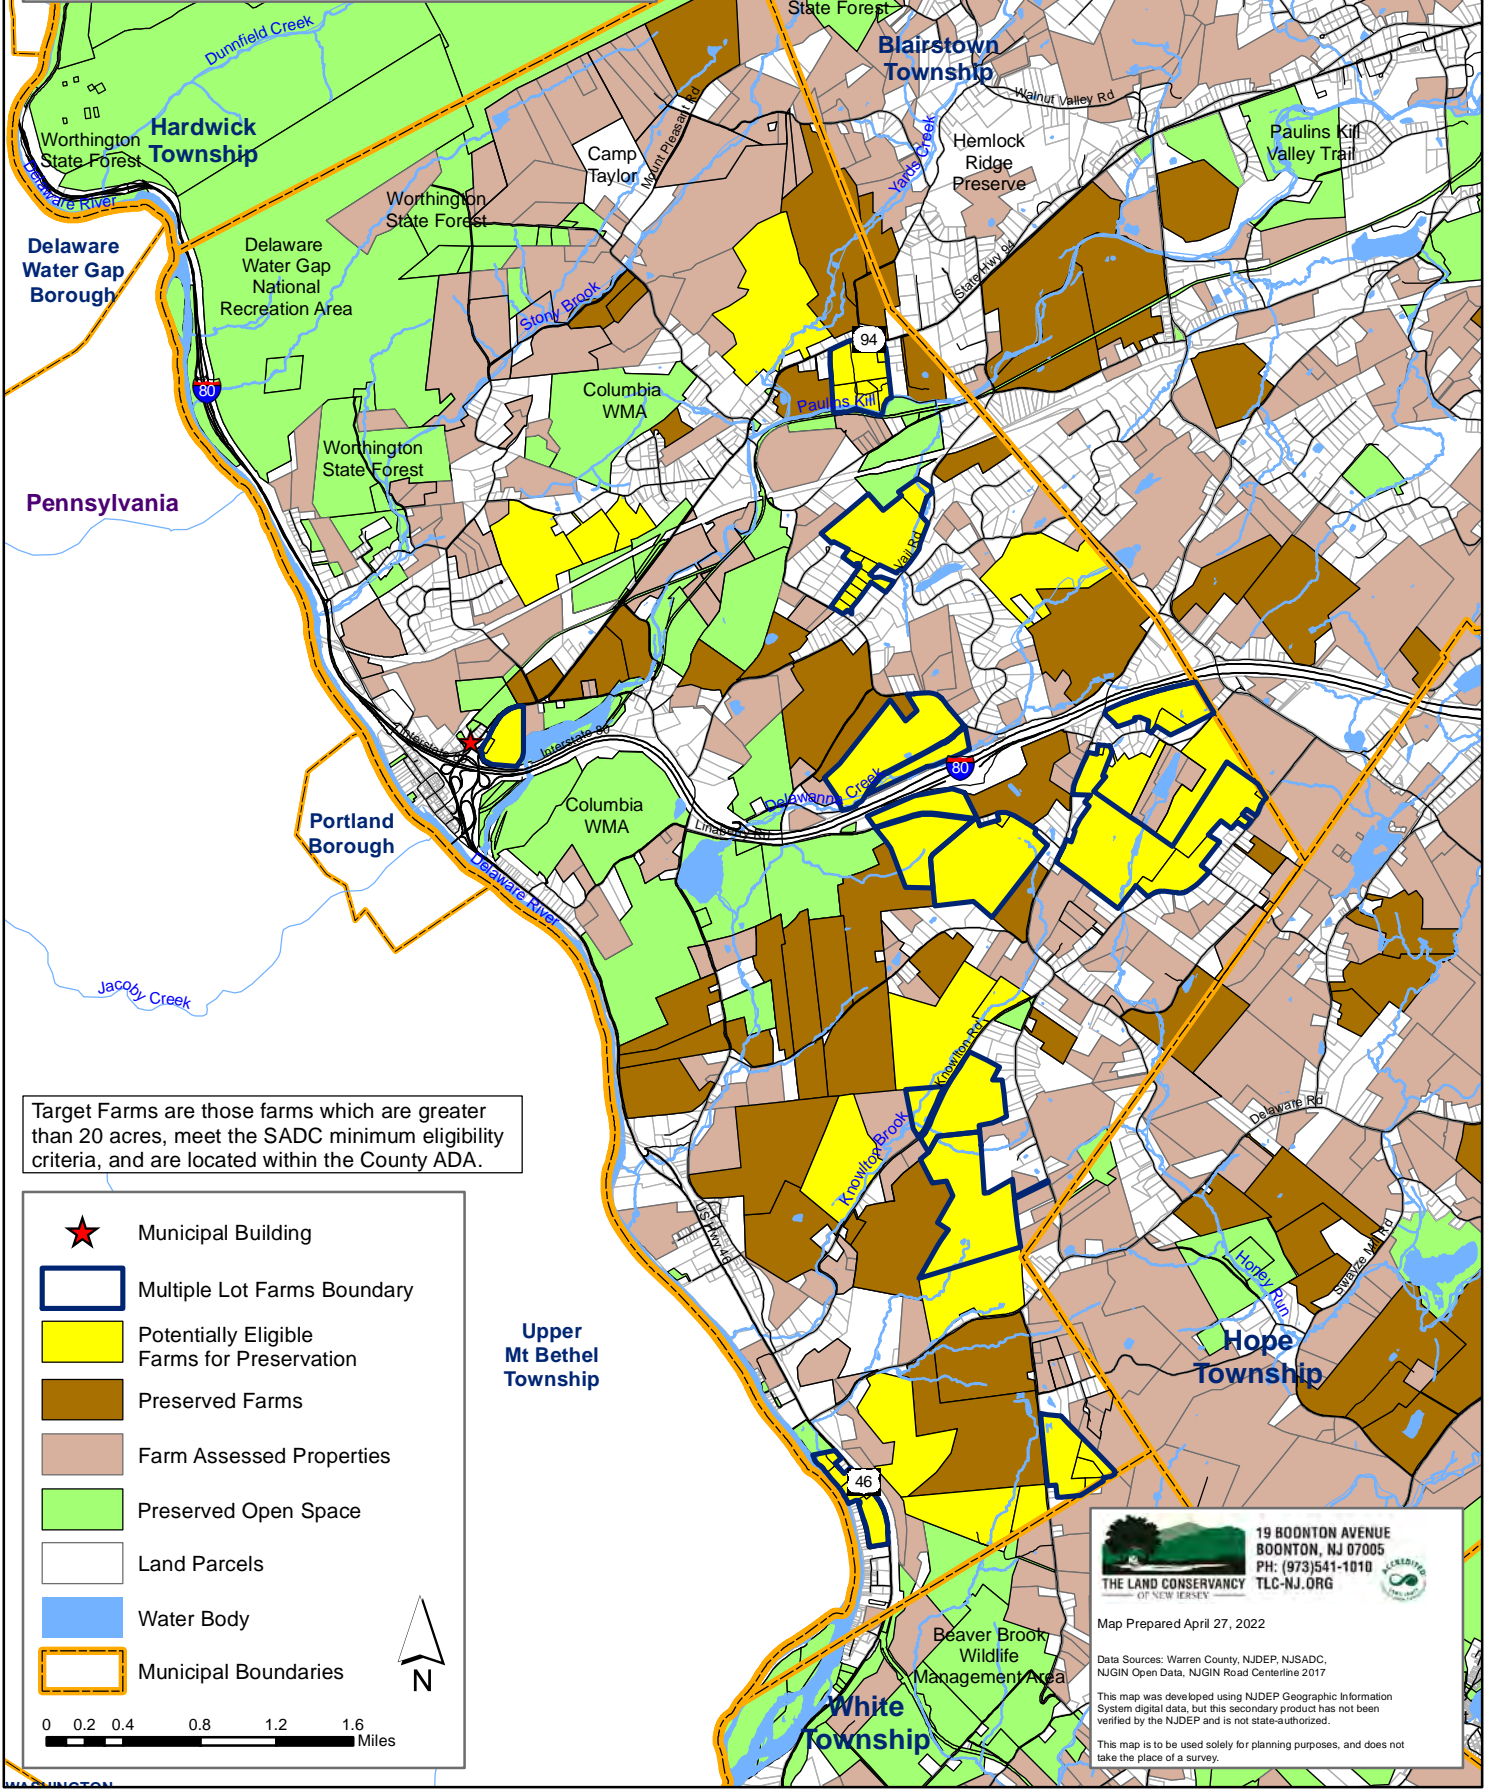 State Forest
Dunnfield Creek
Blairstown
Township
Walnut Valley Rd
Mount Pleasant Rd
Worthington
State Forest
Hardwick
Township
Camp
Taylor
Yards Creek
Hemlock
Ridge
Preserve
Paulins Kill
Valley Trail
Delaware River
Worthington
State Forest
Delaware
Water Gap
Borough
Delaware
Water Gap
National
Recreation Area
State Hwy 94
Stony Brook
94
80
Columbia
WMA
Paulins Kill
Worthington
State Forest
Pennsylvania
Vail Rd
Interstate
Interstate 80
80
Delawanna Creek
Columbia
WMA
Linabury Rd
Portland
Borough
Delaware River
Jacoby Creek
Knowlton Rd
Knowlton Brook
Delaware Rd
Target Farms are those farms which are greater
than 20 acres, meet the SADC minimum eligibility
criteria, and are located within the County ADA.
US Hwy 46
Swayze Mill Rd
Honey Run
Municipal Building
Multiple Lot Farms Boundary
Potentially Eligible
Farms for Preservation
Preserved Farms
Farm Assessed Properties
Preserved Open Space
Land Parcels
Water Body
Municipal Boundaries
N
0 0.2 0.4 0.8 1.2 1.6
Miles
Upper
Mt Bethel
Township
Hope
Township
46
Beaver Brook
Wildlife
Management Area
White
Township
19 BOONTON AVENUE
BOONTON, NJ 07005
PH: (973)541-1010
TLC-NJ.ORG
THE LAND CONSERVANCY
OF NEW JERSEY
ACCREDITED
Map Prepared April 27, 2022
Data Sources: Warren County, NJDEP, NJSADC,
NJGIN Open Data, NJGIN Road Centerline 2017
This map was developed using NJDEP Geographic Information
System digital data, but this secondary product has not been
verified by the NJDEP and is not state-authorized.
This map is to be used solely for planning purposes, and does not
take the place of a survey.
WASHINGTON